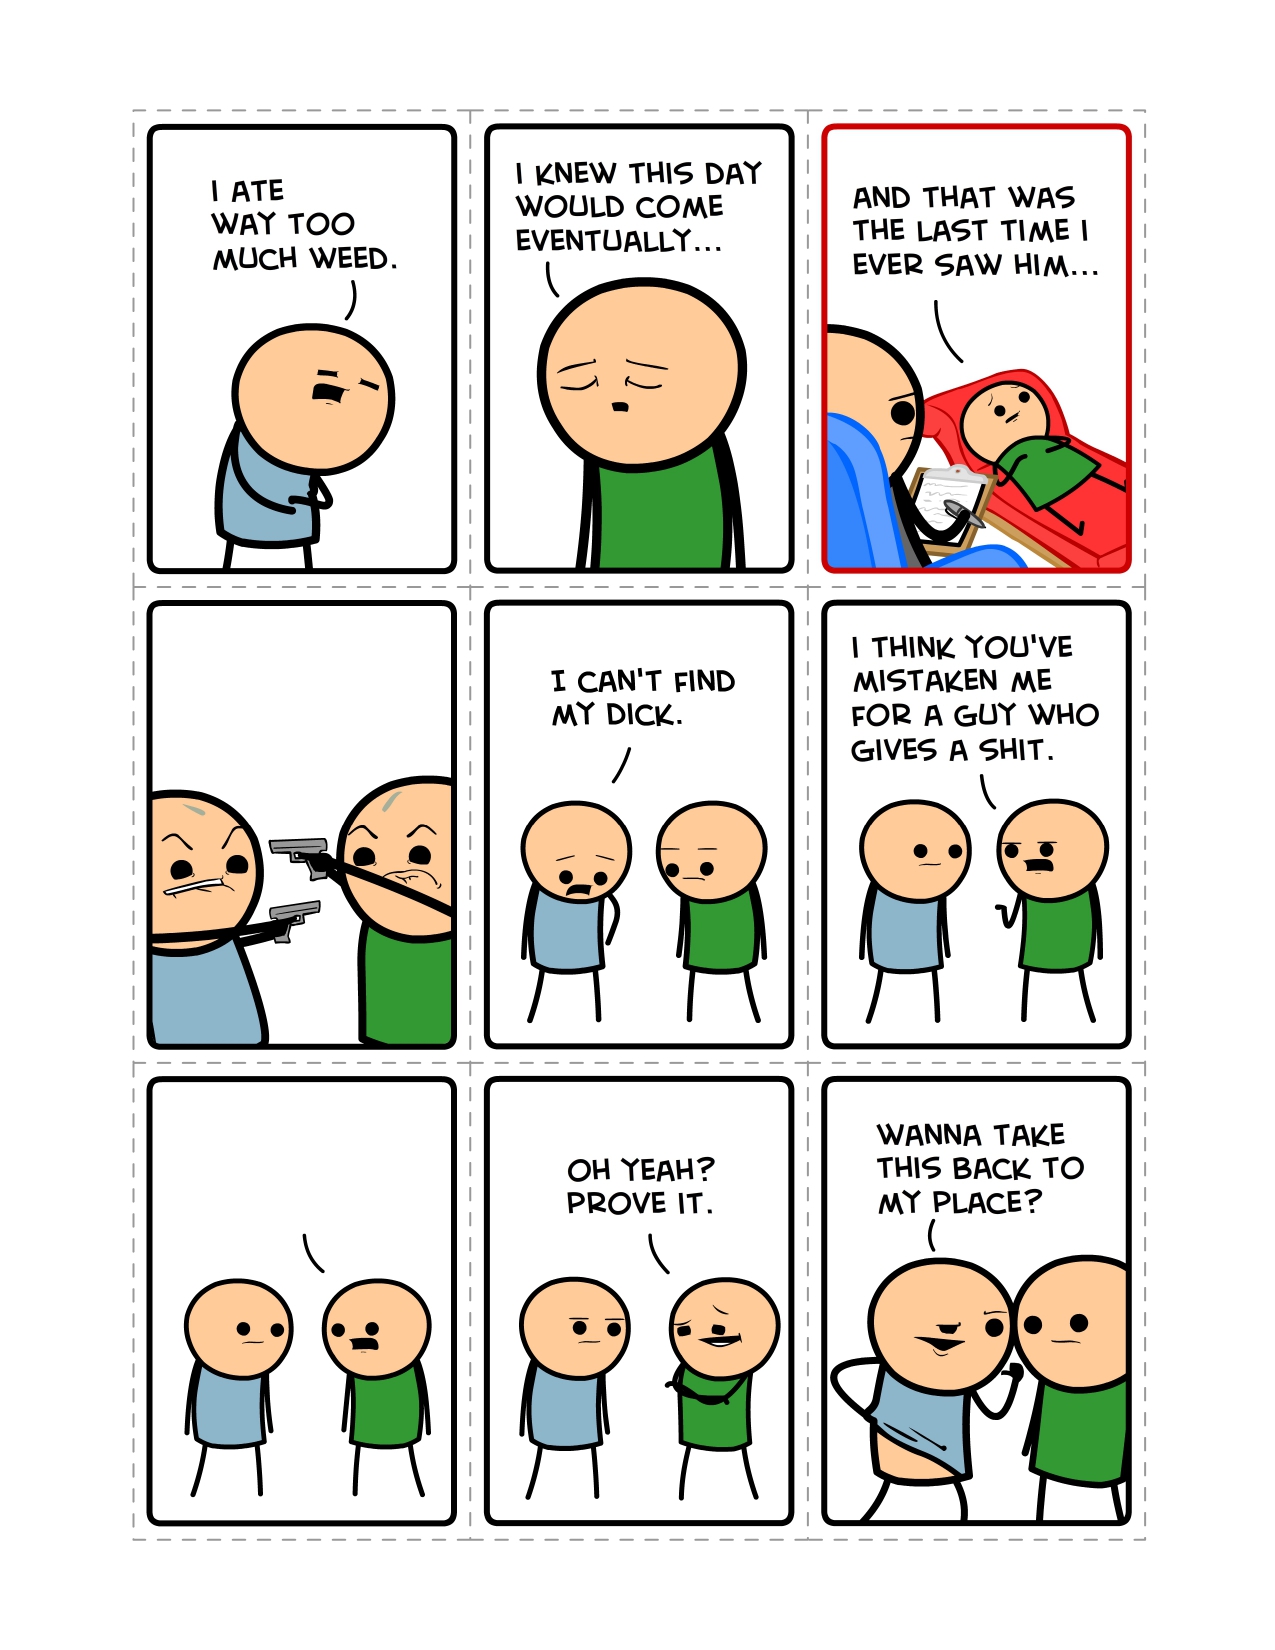 I ATE
WAY TOO
MUCH WEED.
I KNEW THIS DAY
WOULD COME
EVENTUALLY...
AND THAT WAS
THE LAST TIME I
EVER SAW HIM...
I CAN'T FIND
MY DICK.
I THINK YOU'VE
MISTAKEN ME
FOR A GUY WHO
GIVES A SHIT.
OH YEAH?
PROVE IT.
WANNA TAKE
THIS BACK TO
MY PLACE?